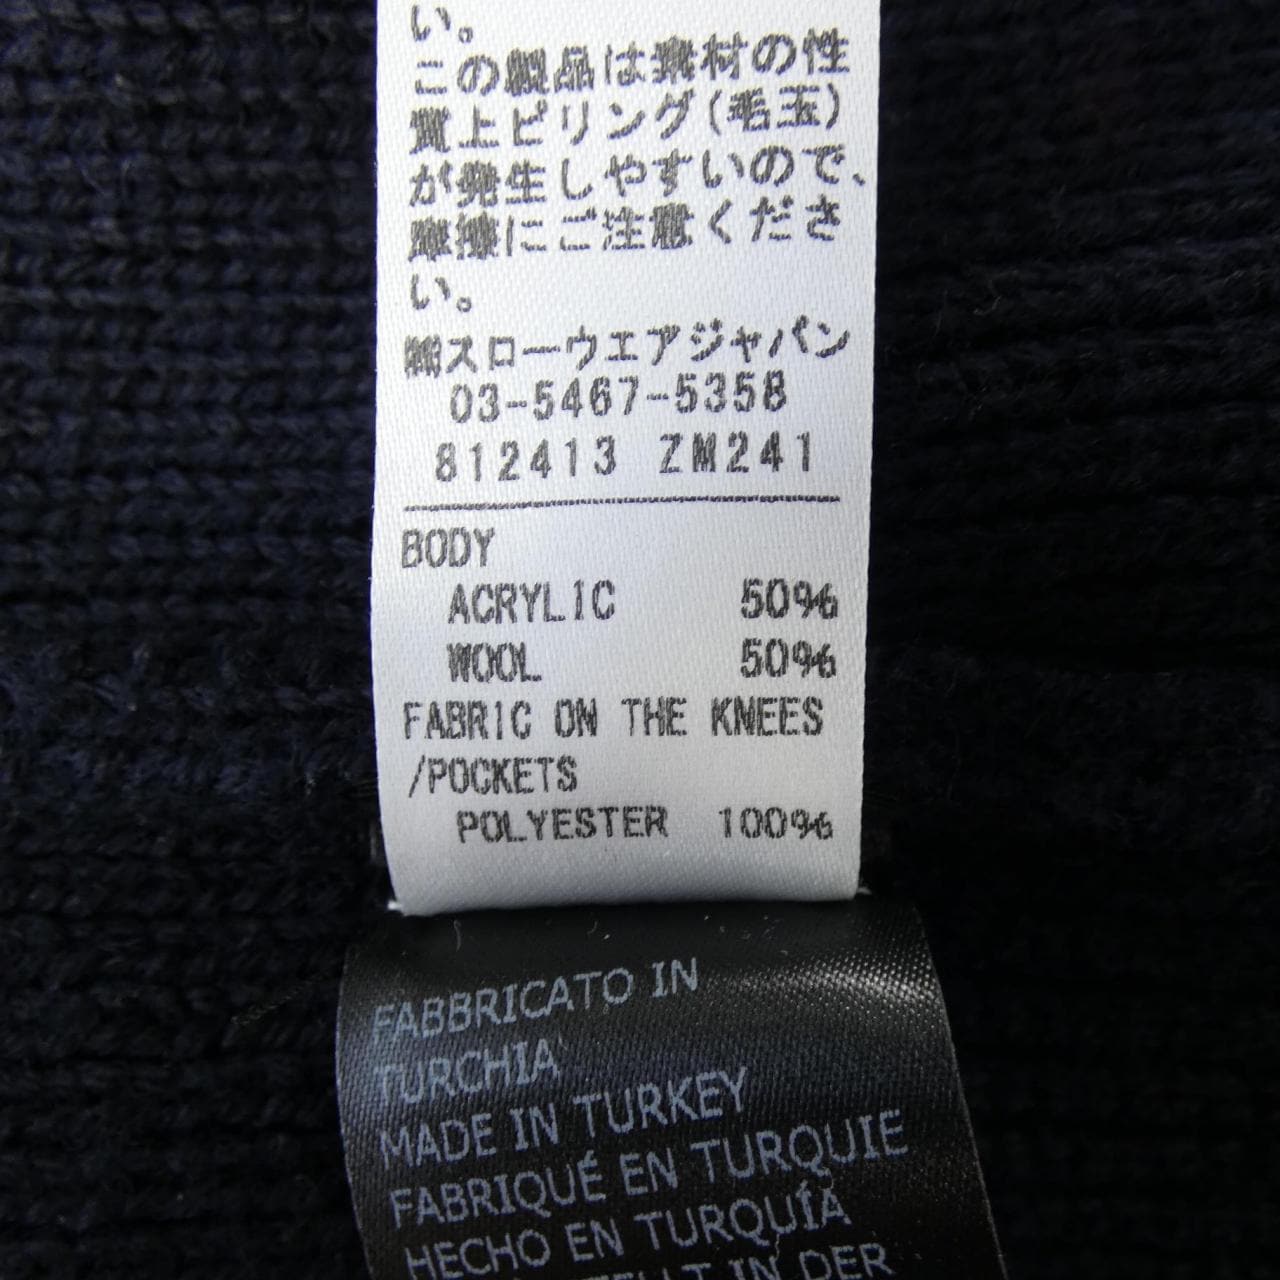 い。
この製品は素材の性
質上ピリング(毛玉)
が発生しやすいので、
摩擦にご注意くださ
い。
㈱スローウエアジャパン
03-5467-5358
812413 ZM241
BODY
ACRYLIC 50%
WOOL 50%
FABRIC ON THE KNEES
/POCKETS
POLYESTER 100%
FABBRICATO IN
TURCHIA
MADE IN TURKEY
FABRIQUÉ EN TURQUIE
HECHO EN TURQUÍA
IN DER